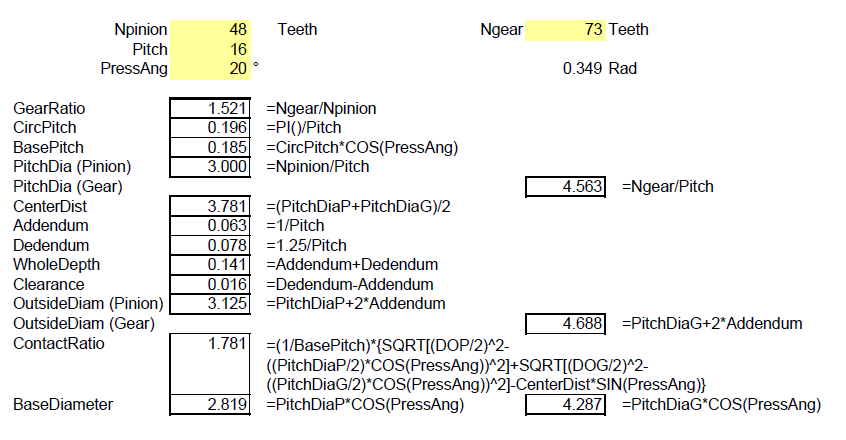 Npinion 48 Teeth Ngear 73 Teeth
Pitch 16
PressAng 20 ° 0.349 Rad
GearRatio 1.521 =Ngear/Npinion
CircPitch 0.196 =PI()/Pitch
BasePitch 0.185 =CircPitch*COS(PressAng)
PitchDia (Pinion) 3.000 =Npinion/Pitch
PitchDia (Gear) 4.563 =Ngear/Pitch
CenterDist 3.781 =(PitchDiaP+PitchDiaG)/2
Addendum 0.063 =1/Pitch
Dedendum 0.078 =1.25/Pitch
WholeDepth 0.141 =Addendum+Dedendum
Clearance 0.016 =Dedendum-Addendum
OutsideDiam (Pinion) 3.125 =PitchDiaP+2*Addendum
OutsideDiam (Gear) 4.688 =PitchDiaG+2*Addendum
ContactRatio 1.781 =(1/BasePitch)*{SQRT[(DOP/2)^2-
((PitchDiaP/2)*COS(PressAng))^2]+SQRT[(DOG/2)^2-
((PitchDiaG/2)*COS(PressAng))^2]-CenterDist*SIN(PressAng)}
BaseDiameter 2.819 =PitchDiaP*COS(PressAng) 4.287 =PitchDiaG*COS(PressAng)